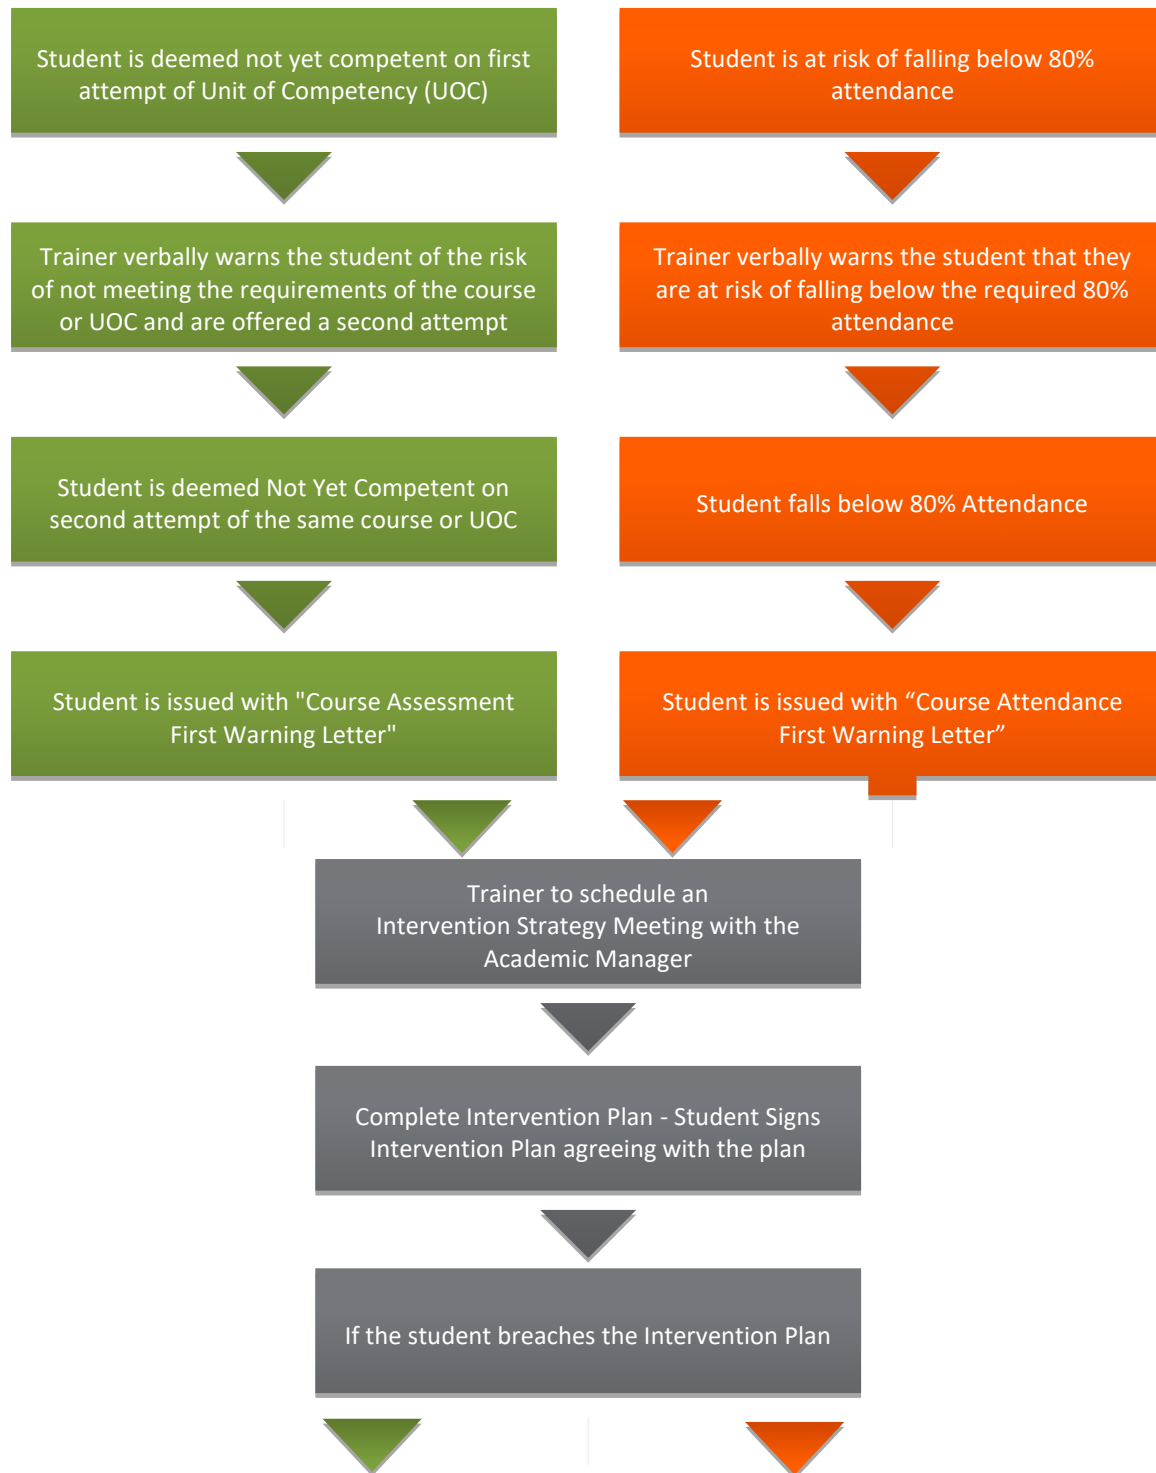 Student is deemed not yet competent on first
attempt of Unit of Competency (UOC)
Student is at risk of falling below 80%
attendance
Trainer verbally warns the student of the risk
of not meeting the requirements of the course
or UOC and are offered a second attempt
Trainer verbally warns the student that they
are at risk of falling below the required 80%
attendance
Student is deemed Not Yet Competent on
second attempt of the same course or UOC
Student falls below 80% Attendance
Student is issued with "Course Assessment
First Warning Letter"
Student is issued with “Course Attendance
First Warning Letter”
Trainer to schedule an
Intervention Strategy Meeting with the
Academic Manager
Complete Intervention Plan - Student Signs
Intervention Plan agreeing with the plan
If the student breaches the Intervention Plan